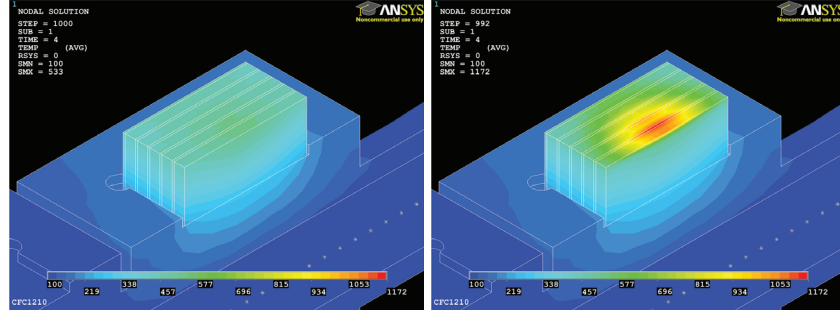 1
NODAL SOLUTION
STEP = 1000
SUB = 1
TIME = 4
TEMP (AVG)
RSYS = 0
SMN = 100
SMX = 533
ANSYS
Noncommercial use only
100 338 577 815 1053
219 457 696 934 1172
CFC1210
1
NODAL SOLUTION
STEP = 992
SUB = 1
TIME = 4
TEMP (AVG)
RSYS = 0
SMN = 100
SMX = 1172
ANSYS
Noncommercial use only
100 338 577 815 1053
219 457 696 934 1172
CFC1210